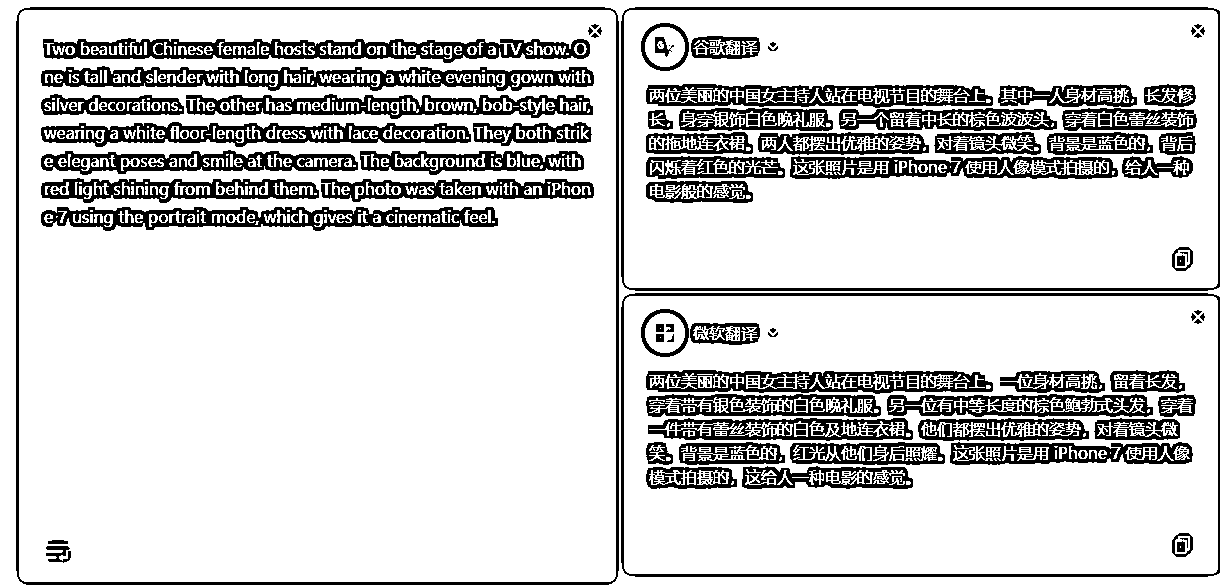 Two beautiful Chinese female hosts stand on the stage of a TV show. O
ne is tall and slender with long hair, wearing a white evening gown with
silver decorations. The other has medium-length, brown, bob-style hair,
wearing a white floor-length dress with lace decoration. They both strik
e elegant poses and smile at the camera. The background is blue, with
red light shining from behind them. The photo was taken with an iPhon
e 7 using the portrait mode, which gives it a cinematic feel.
谷歌翻译
两位美丽的中国女主持人站在电视节目的舞台上。其中一人身材高挑，长发修
长，身穿银饰白色晚礼服。另一个留着中长的棕色波波头，穿着白色蕾丝装饰
的拖地连衣裙。两人都摆出优雅的姿势，对着镜头微笑。背景是蓝色的，背后
闪烁着红色的光芒。这张照片是用 iPhone 7 使用人像模式拍摄的，给人一种
电影般的感觉。
微软翻译
两位美丽的中国女主持人站在电视节目的舞台上。一位身材高挑，留着长发，
穿着带有银色装饰的白色晚礼服。另一位有中等长度的棕色鲍勃式头发，穿着
一件带有蕾丝装饰的白色及地连衣裙。他们都摆出优雅的姿势，对着镜头微
笑。背景是蓝色的，红光从他们身后照耀。这张照片是用 iPhone 7 使用人像
模式拍摄的，这给人一种电影的感觉。